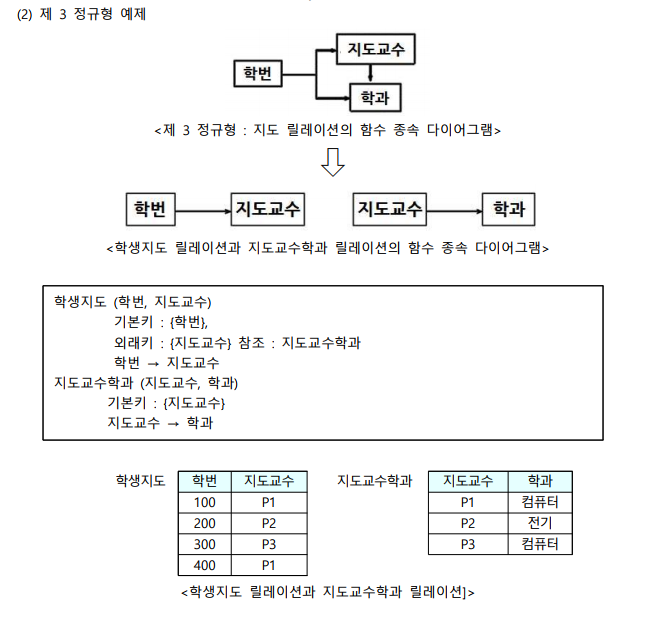 (2) 제 3 정규형 예제
지도교수
학번
학과
<제 3 정규형 : 지도 릴레이션의 함수 종속 다이어그램>
학번 지도교수 지도교수 학과
<학생지도 릴레이션과 지도교수학과 릴레이션의 함수 종속 다이어그램>
학생지도 (학번, 지도교수)
기본키 : {학번},
외래키 : {지도교수} 참조 : 지도교수학과
학번 → 지도교수
지도교수학과 (지도교수, 학과)
기본키 : {지도교수}
지도교수 → 학과
학생지도 학번 지도교수 지도교수학과 지도교수 학과
100 P1 P1 컴퓨터
200 P2 P2 전기
300 P3 P3 컴퓨터
400 P1
<학생지도 릴레이션과 지도교수학과 릴레이션]>